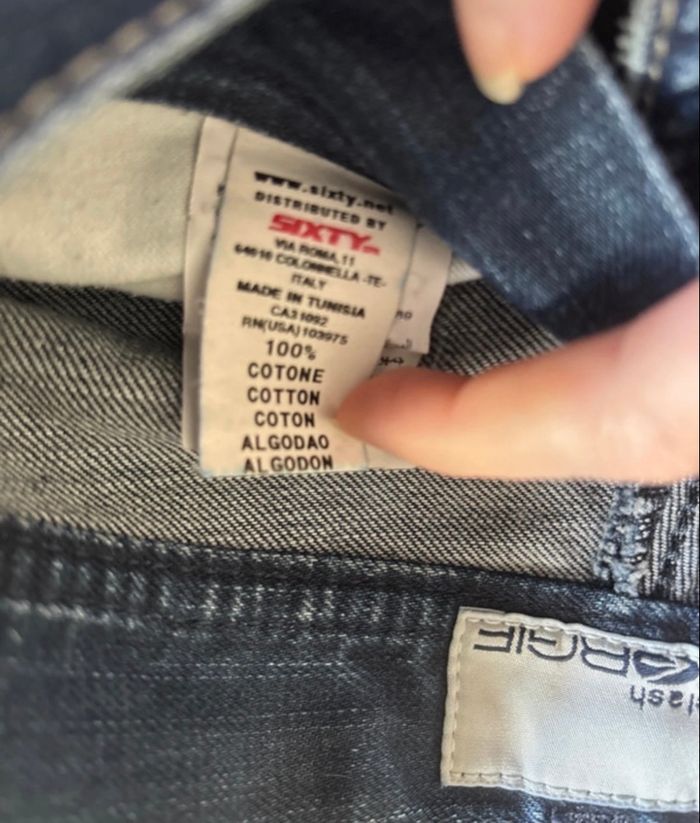 www.sixty.net
DISTRIBUTED BY
SIXTY
VIA ROMA,11
64010 COLONNELLA -TE-
ITALY
MADE IN TUNISIA
CA31092
RN(USA)103975
100%
COTONE
COTTON
COTON
ALGODAO
ALGODON